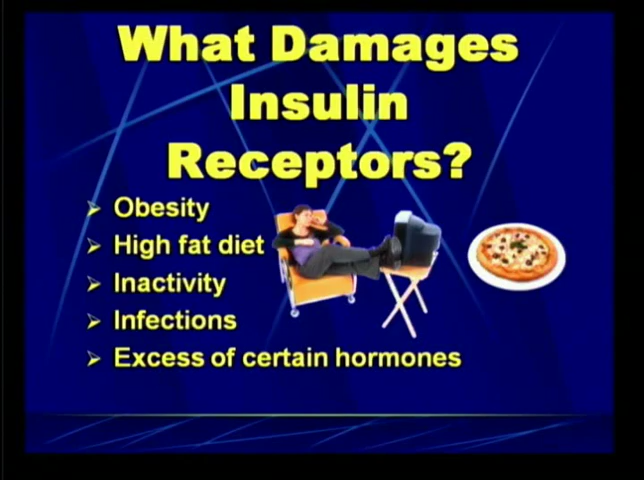 What Damages
Insulin
Receptors?
Obesity
High fat diet
Inactivity
Infections
Excess of certain hormones